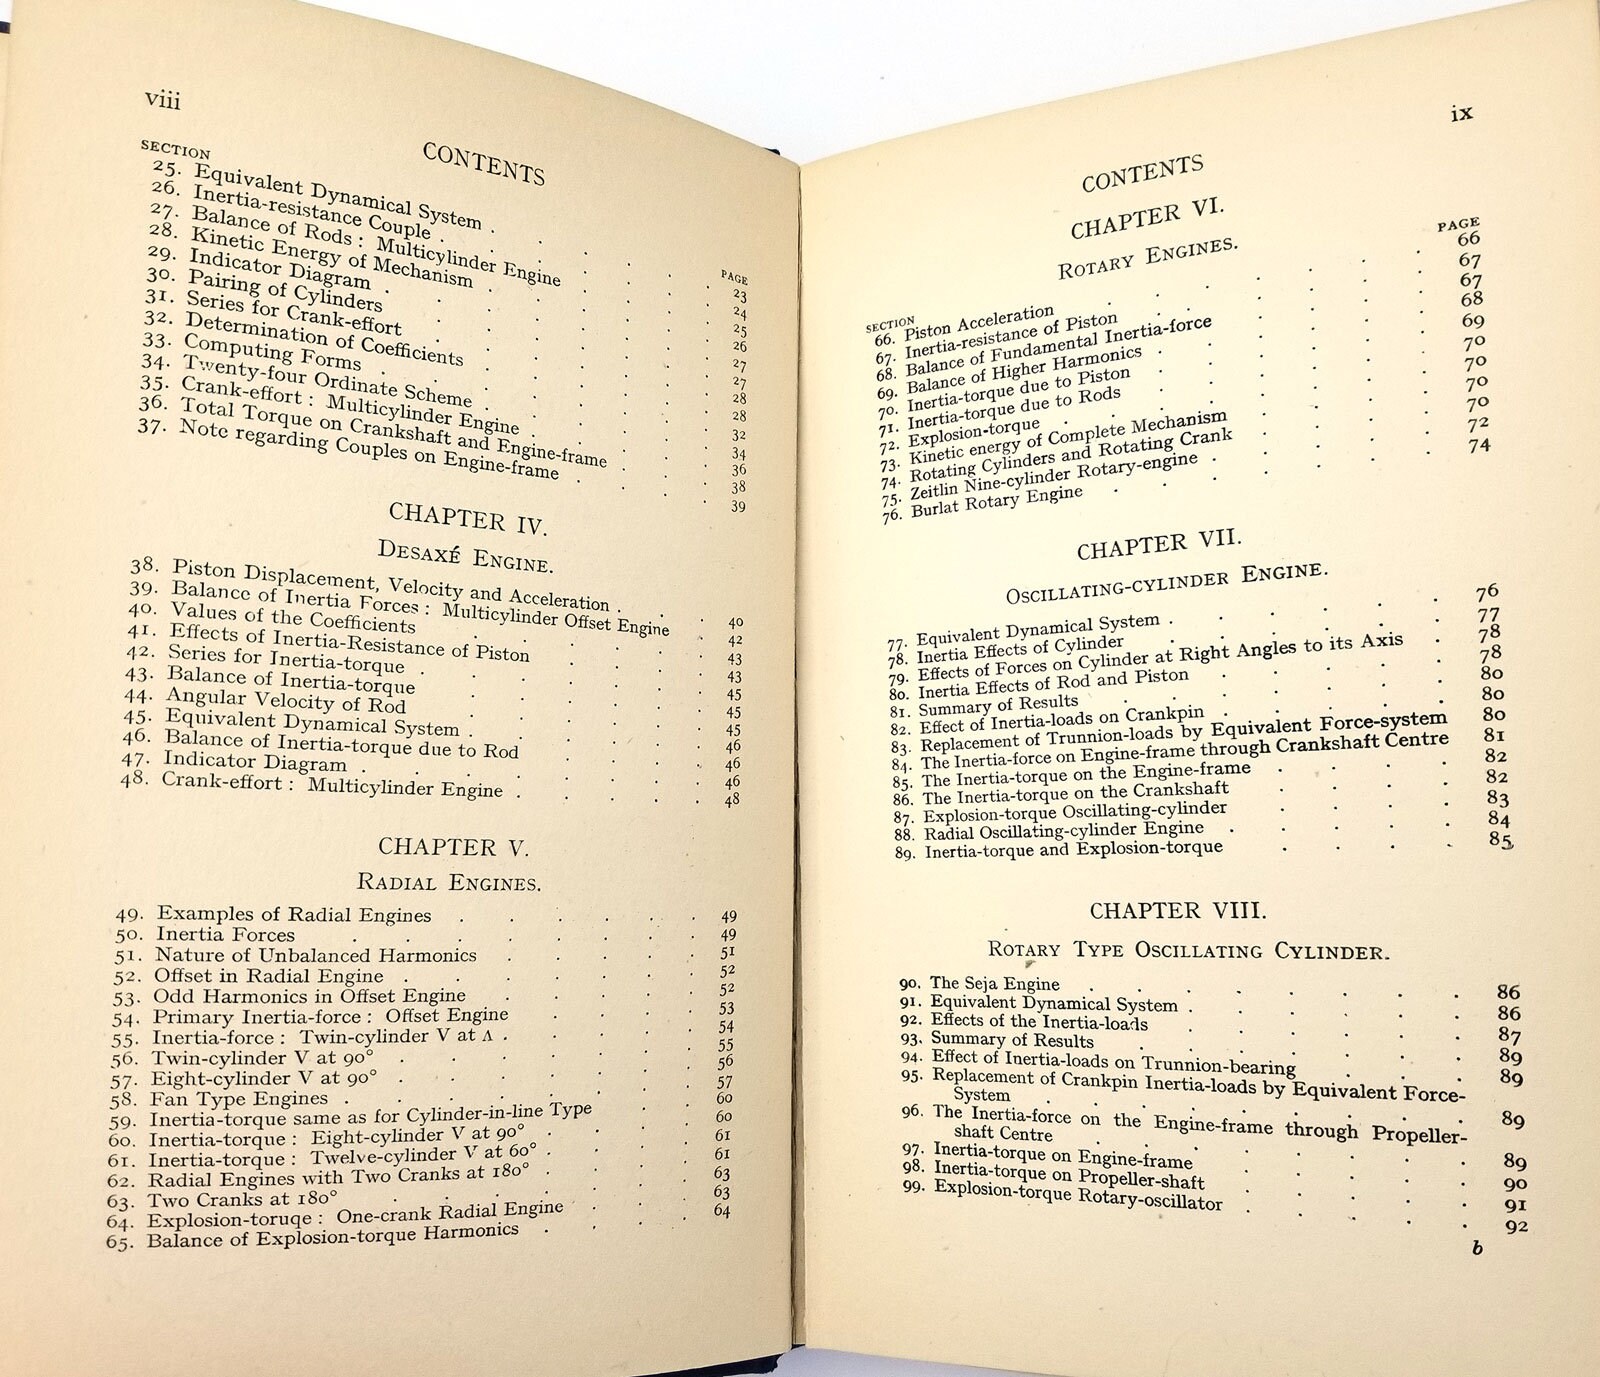 viii
CONTENTS
SECTION PAGE
25. Equivalent Dynamical System . . . . . . 23
26. Inertia-resistance Couple . . . . . . 24
27. Balance of Rods : Multicylinder Engine . . . . 25
28. Kinetic Energy of Mechanism . . . . . 26
29. Indicator Diagram . . . . . . 27
30. Pairing of Cylinders . . . . . . 27
31. Series for Crank-effort . . . . . . 28
32. Determination of Coefficients . . . . . 28
33. Computing Forms . . . . . . . 32
34. Twenty-four Ordinate Scheme . . . . . 34
35. Crank-effort : Multicylinder Engine . . . . 36
36. Total Torque on Crankshaft and Engine-frame . . . 38
37. Note regarding Couples on Engine-frame . . . . 39
CHAPTER IV.
DESAXÉ ENGINE.
38. Piston Displacement, Velocity and Acceleration . . . 40
39. Balance of Inertia Forces : Multicylinder Offset Engine . 42
40. Values of the Coefficients . . . . . 43
41. Effects of Inertia-Resistance of Piston . . . . 43
42. Series for Inertia-torque . . . . . . 45
43. Balance of Inertia-torque . . . . . . 45
44. Angular Velocity of Rod . . . . . . 45
45. Equivalent Dynamical System . . . . . 46
46. Balance of Inertia-torque due to Rod . . . . 46
47. Indicator Diagram . . . . . . . 46
48. Crank-effort : Multicylinder Engine . . . . . 48
CHAPTER V.
RADIAL ENGINES.
49. Examples of Radial Engines . . . . . . 49
50. Inertia Forces . . . . . . . 49
51. Nature of Unbalanced Harmonics . . . . . 51
52. Offset in Radial Engine . . . . . . 52
53. Odd Harmonics in Offset Engine . . . . . 52
54. Primary Inertia-force : Offset Engine . . . . 53
55. Inertia-force : Twin-cylinder V at Λ . . . . . 54
56. Twin-cylinder V at 90° . . . . . . 55
57. Eight-cylinder V at 90° . . . . . . 56
58. Fan Type Engines . . . . . . . 57
59. Inertia-torque same as for Cylinder-in-line Type . . 60
60. Inertia-torque : Eight-cylinder V at 90° . . . . 60
61. Inertia-torque : Twelve-cylinder V at 60° . . . . 61
62. Radial Engines with Two Cranks at 180° . . . . 61
63. Two Cranks at 180° . . . . . . . 63
64. Explosion-toruqe : One-crank Radial Engine . . . 63
65. Balance of Explosion-torque Harmonics . . . . 64
ix
CONTENTS
CHAPTER VI.
ROTARY ENGINES.
SECTION PAGE
66. Piston Acceleration . . . . . . . 66
67. Inertia-resistance of Piston . . . . . 67
68. Balance of Fundamental Inertia-force . . . . 67
69. Balance of Higher Harmonics . . . . . 68
70. Inertia-torque due to Piston . . . . . 69
71. Inertia-torque due to Rods . . . . . 70
72. Explosion-torque . . . . . . . 70
73. Kinetic energy of Complete Mechanism . . . . 70
74. Rotating Cylinders and Rotating Crank . . . . 70
75. Zeitlin Nine-cylinder Rotary-engine . . . . . 72
76. Burlat Rotary Engine . . . . . . 74
CHAPTER VII.
OSCILLATING-CYLINDER ENGINE.
77. Equivalent Dynamical System . . . . . . 76
78. Inertia Effects of Cylinder . . . . . 77
79. Effects of Forces on Cylinder at Right Angles to its Axis . 78
80. Inertia Effects of Rod and Piston . . . . . 78
81. Summary of Results . . . . . . 80
82. Effect of Inertia-loads on Crankpin . . . . . 80
83. Replacement of Trunnion-loads by Equivalent Force-system 80
84. The Inertia-force on Engine-frame through Crankshaft Centre 81
85. The Inertia-torque on the Engine-frame . . . . 82
86. The Inertia-torque on the Crankshaft . . . . 82
87. Explosion-torque Oscillating-cylinder . . . . 83
88. Radial Oscillating-cylinder Engine . . . . . 84
89. Inertia-torque and Explosion-torque . . . . 85
CHAPTER VIII.
ROTARY TYPE OSCILLATING CYLINDER.
90. The Seja Engine . . . . . . 86
91. Equivalent Dynamical System . . . . . . 86
92. Effects of the Inertia-loads . . . . . 87
93. Summary of Results . . . . . . 89
94. Effect of Inertia-loads on Trunnion-bearing . . . 89
95. Replacement of Crankpin Inertia-loads by Equivalent Force-
System . . . . . . . 89
96. The Inertia-force on the Engine-frame through Propeller-
shaft Centre . . . . . . 89
97. Inertia-torque on Engine-frame . . . . . 90
98. Inertia-torque on Propeller-shaft . . . . . 91
99. Explosion-torque Rotary-oscillator . . . . . 92
b